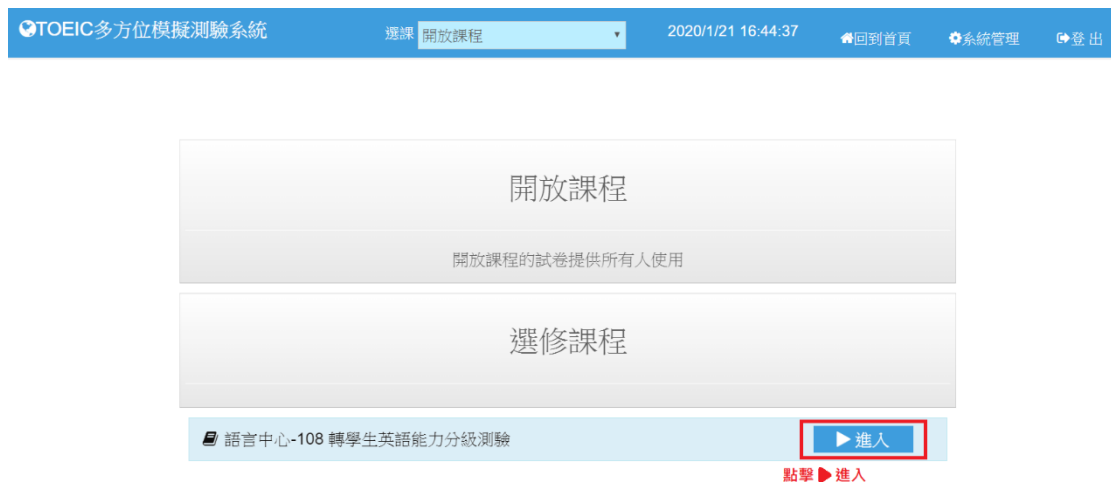 TOEIC多方位模擬測驗系統 選課 開放課程 2020/1/21 16:44:37 回到首頁 系統管理 登出
開放課程
開放課程的試卷提供所有人使用
選修課程
語言中心-108 轉學生英語能力分級測驗 ▶進入
點擊▶進入